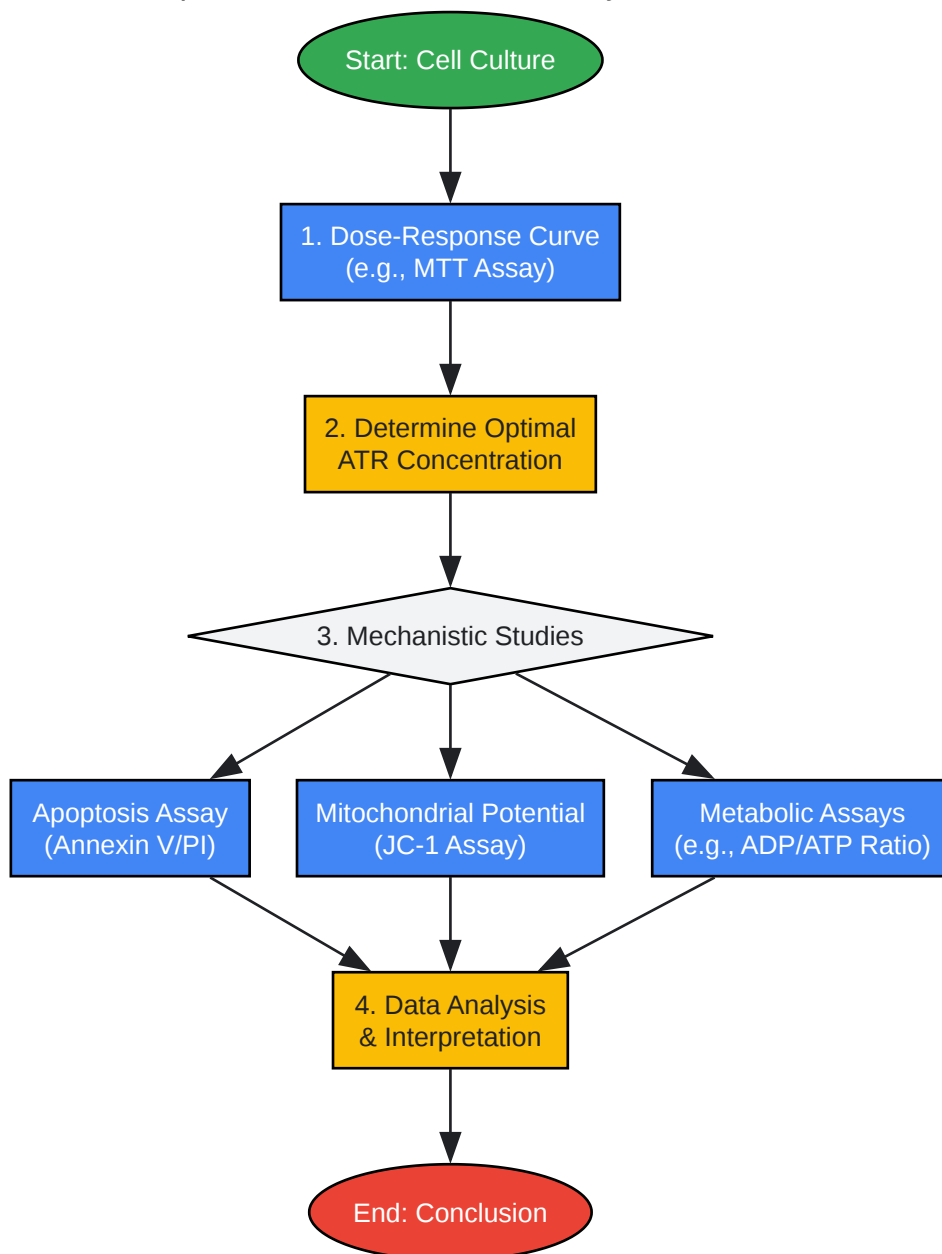 Start: Cell Culture
1. Dose-Response Curve
(e.g., MTT Assay)
2. Determine Optimal
ATR Concentration
3. Mechanistic Studies
Apoptosis Assay
(Annexin V/PI)
Mitochondrial Potential
(JC-1 Assay)
Metabolic Assays
(e.g., ADP/ATP Ratio)
4. Data Analysis
& Interpretation
End: Conclusion